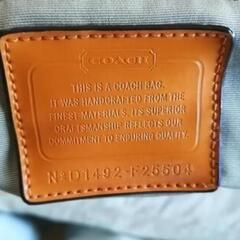 COACH
THIS IS A COACH BAG.
IT WAS HANDCRAFTED FROM THE
FINEST MATERIALS. ITS SUPERIOR
CRAFTSMANSHIP REFLECTS OUR
COMMITMENT TO ENDURING QUALITY.
Nº D1492-F25504